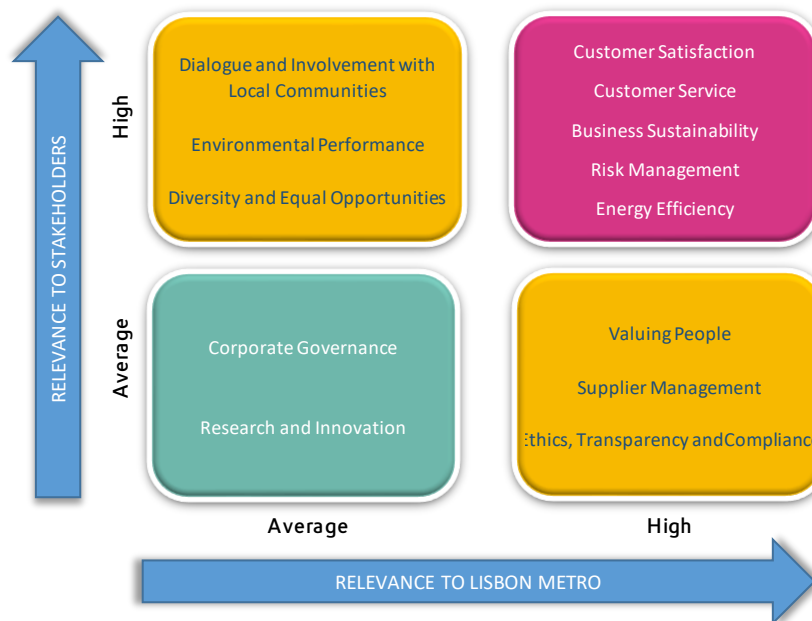 RELEVANCE TO STAKEHOLDERS
High
Dialogue and Involvement with
Local Communities
Environmental Performance
Diversity and Equal Opportunities
Customer Satisfaction
Customer Service
Business Sustainability
Risk Management
Energy Efficiency
Average
Corporate Governance
Research and Innovation
Valuing People
Supplier Management
Ethics, Transparency andCompliance
Average
High
RELEVANCE TO LISBON METRO